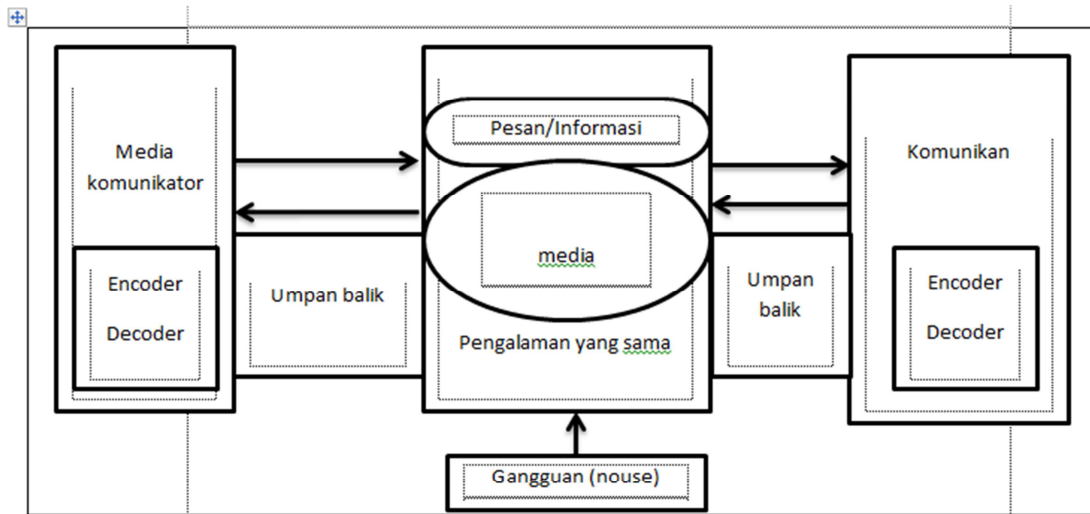 Media
komunikator
Encoder
Decoder
Umpan balik
Pesan/Informasi
media
Pengalaman yang sama
Umpan
balik
Komunikan
Encoder
Decoder
Gangguan (nouse)